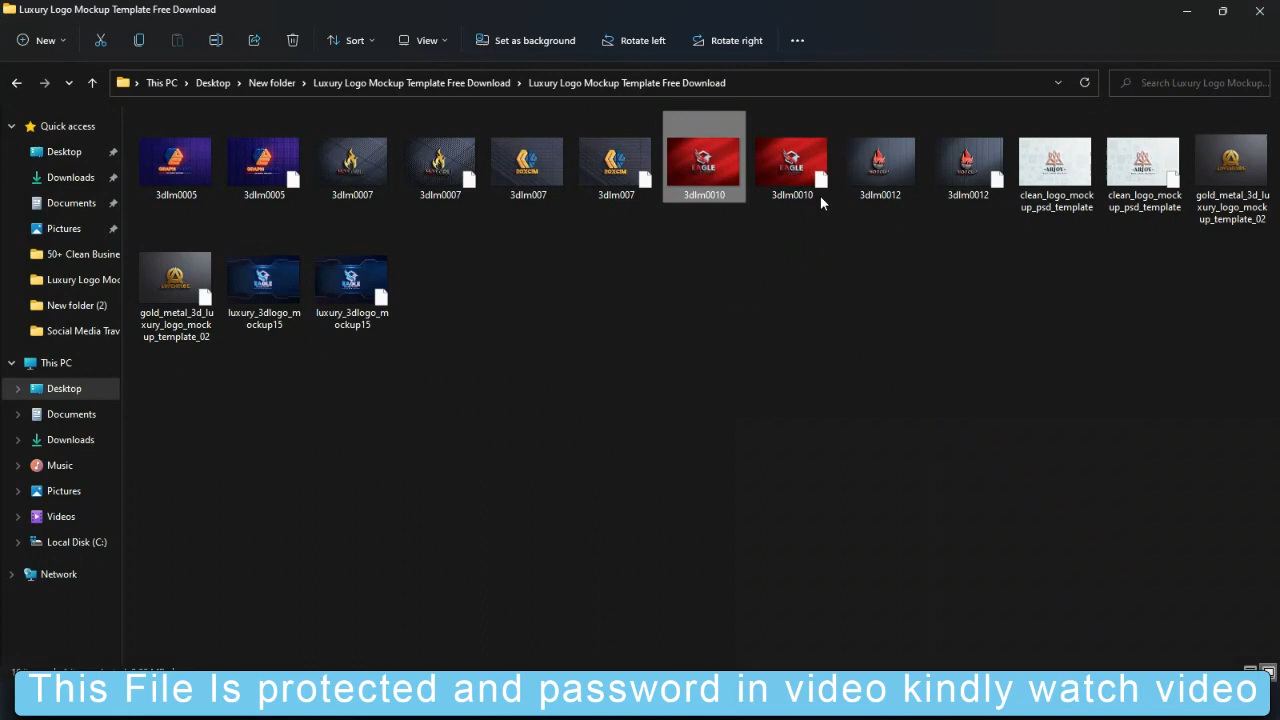 Luxury Logo Mockup Template Free Download
New
Sort
View
Set as background
Rotate left
Rotate right
This PC
Desktop
New folder
Luxury Logo Mockup Template Free Download
Luxury Logo Mockup Template Free Download
Search Luxury Logo Mockup...
Quick access
Desktop
Downloads
Documents
Pictures
50+ Clean Busine
Luxury Logo Moc
New folder (2)
Social Media Trav
This PC
Desktop
Documents
Downloads
Music
Pictures
Videos
Local Disk (C:)
Network
3dlm0005
3dlm0005
3dlm0007
3dlm0007
3dlm007
3dlm007
EAGLE
3dlm0010
EAGLE
3dlm0010
3dlm0012
3dlm0012
clean_logo_mock
up_psd_template
clean_logo_mock
up_psd_template
gold_metal_3d_lu
xury_logo_mock
up_template_02
gold_metal_3d_lu
xury_logo_mock
up_template_02
EAGLE
luxury_3dlogo_m
ockup15
EAGLE
luxury_3dlogo_m
ockup15
This File Is protected and password in video kindly watch video